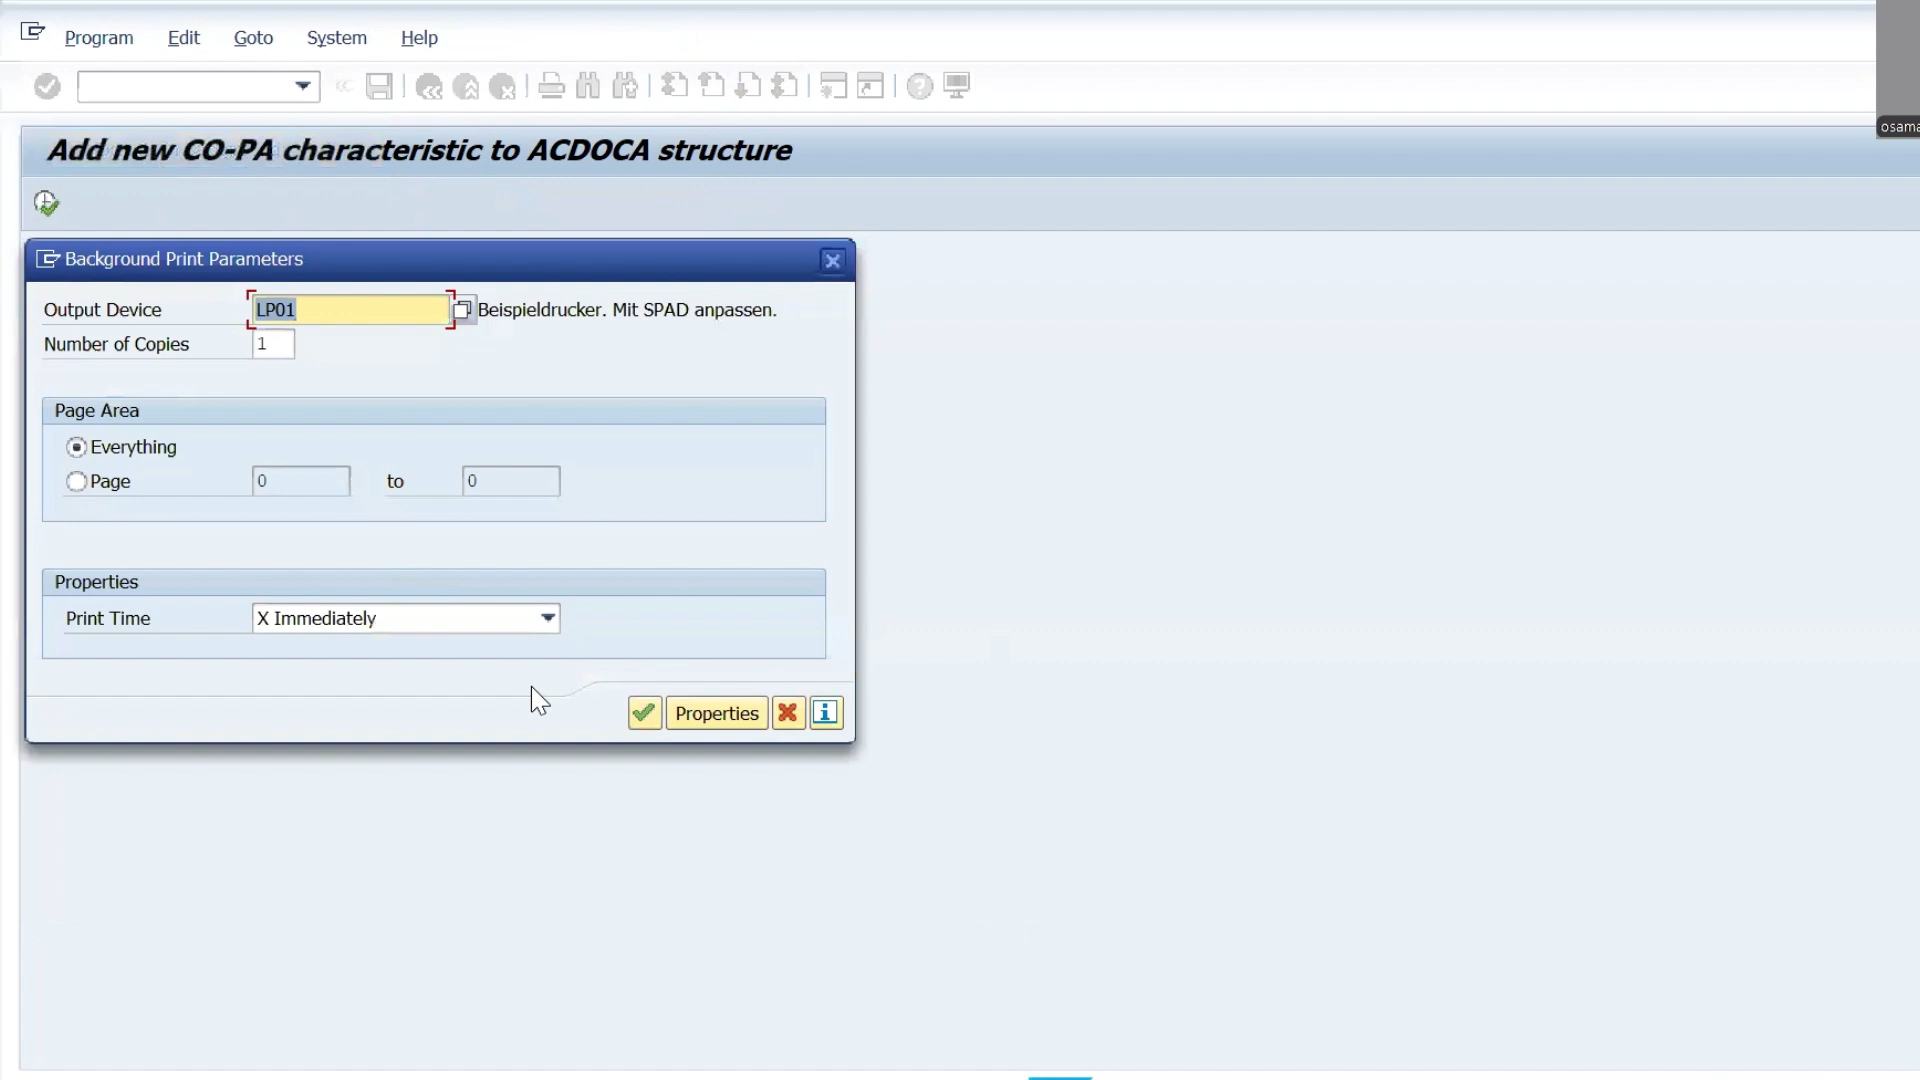 Program Edit Goto System Help
osama
Add new CO-PA characteristic to ACDOCA structure
Background Print Parameters
Output Device LP01 Beispieldrucker. Mit SPAD anpassen.
Number of Copies 1
Page Area
Everything
Page 0 to 0
Properties
Print Time X Immediately
Properties